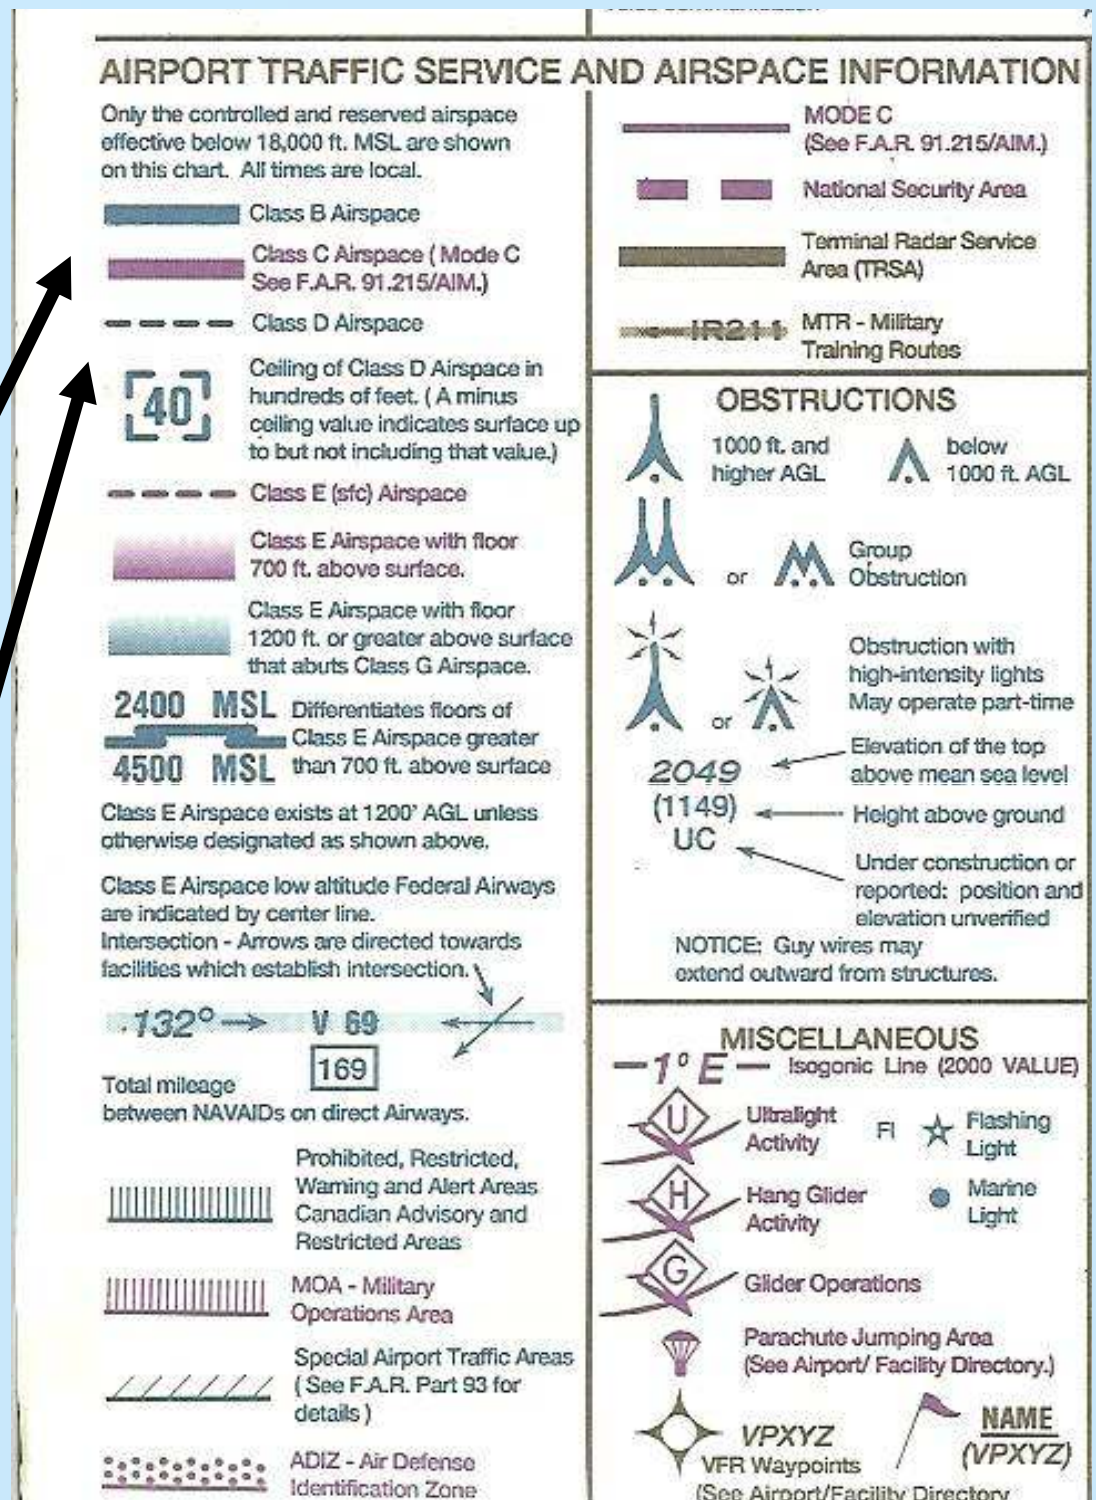 AIRPORT TRAFFIC SERVICE AND AIRSPACE INFORMATION
Only the controlled and reserved airspace
effective below 18,000 ft. MSL are shown
on this chart. All times are local.
Class B Airspace
Class C Airspace ( Mode C
See F.A.R. 91.215/AIM.)
Class D Airspace
40
Ceiling of Class D Airspace in
hundreds of feet. ( A minus
ceiling value indicates surface up
to but not including that value.)
Class E (sfc) Airspace
Class E Airspace with floor
700 ft. above surface.
Class E Airspace with floor
1200 ft. or greater above surface
that abuts Class G Airspace.
2400 MSL
4500 MSL
Differentiates floors of
Class E Airspace greater
than 700 ft. above surface
Class E Airspace exists at 1200' AGL unless
otherwise designated as shown above.
Class E Airspace low altitude Federal Airways
are indicated by center line.
Intersection - Arrows are directed towards
facilities which establish intersection.
132° V 69
169
Total mileage
between NAVAIDs on direct Airways.
Prohibited, Restricted,
Warning and Alert Areas
Canadian Advisory and
Restricted Areas
MOA - Military
Operations Area
Special Airport Traffic Areas
( See F.A.R. Part 93 for
details )
ADIZ - Air Defense
Identification Zone
MODE C
(See F.A.R. 91.215/AIM.)
National Security Area
Terminal Radar Service
Area (TRSA)
IR211
MTR - Military
Training Routes
OBSTRUCTIONS
1000 ft. and
higher AGL
below
1000 ft. AGL
or
Group
Obstruction
or
Obstruction with
high-intensity lights
May operate part-time
2049
(1149)
UC
Elevation of the top
above mean sea level
Height above ground
Under construction or
reported: position and
elevation unverified
NOTICE: Guy wires may
extend outward from structures.
MISCELLANEOUS
1° E Isogonic Line (2000 VALUE)
U
Ultralight
Activity
Fl
Flashing
Light
H
Hang Glider
Activity
Marine
Light
G
Glider Operations
Parachute Jumping Area
(See Airport/ Facility Directory.)
VPXYZ
VFR Waypoints
NAME
(VPXYZ)
(See Airport/Facility Directory